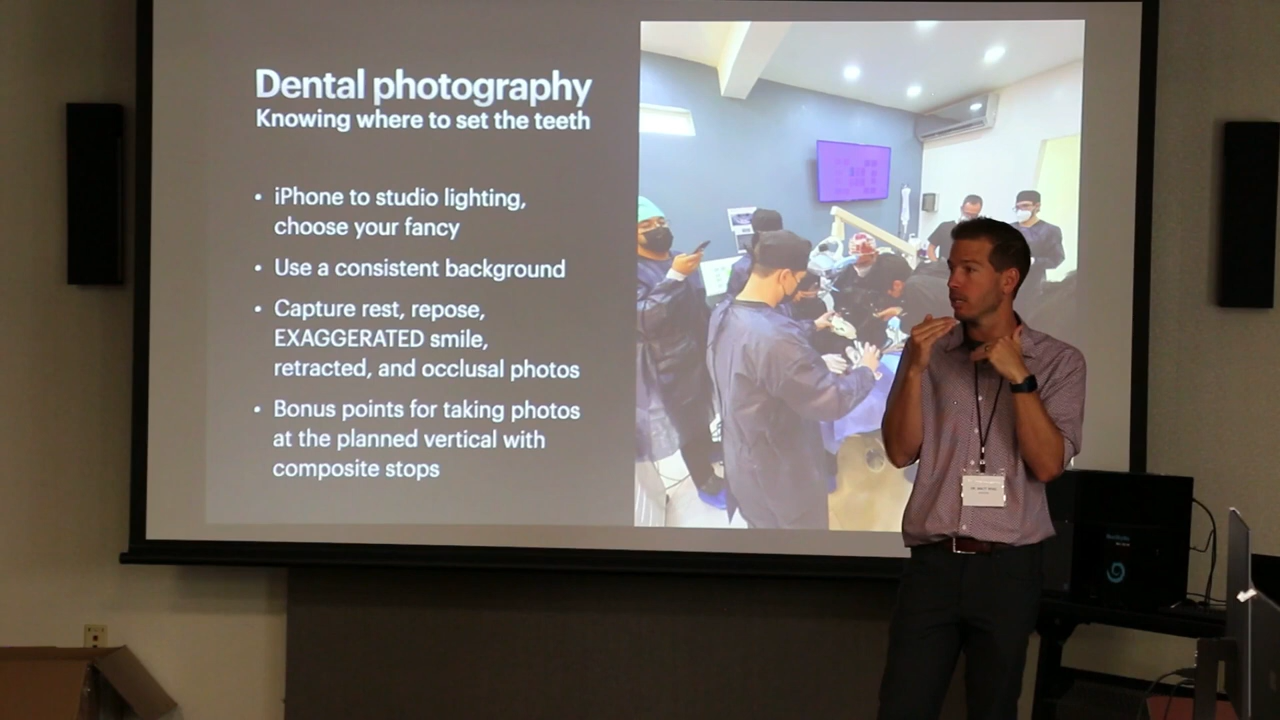 Dental photography
Knowing where to set the teeth
• iPhone to studio lighting,
choose your fancy
• Use a consistent background
• Capture rest, repose,
EXAGGERATED smile,
retracted, and occlusal photos
• Bonus points for taking photos
at the planned vertical with
composite stops